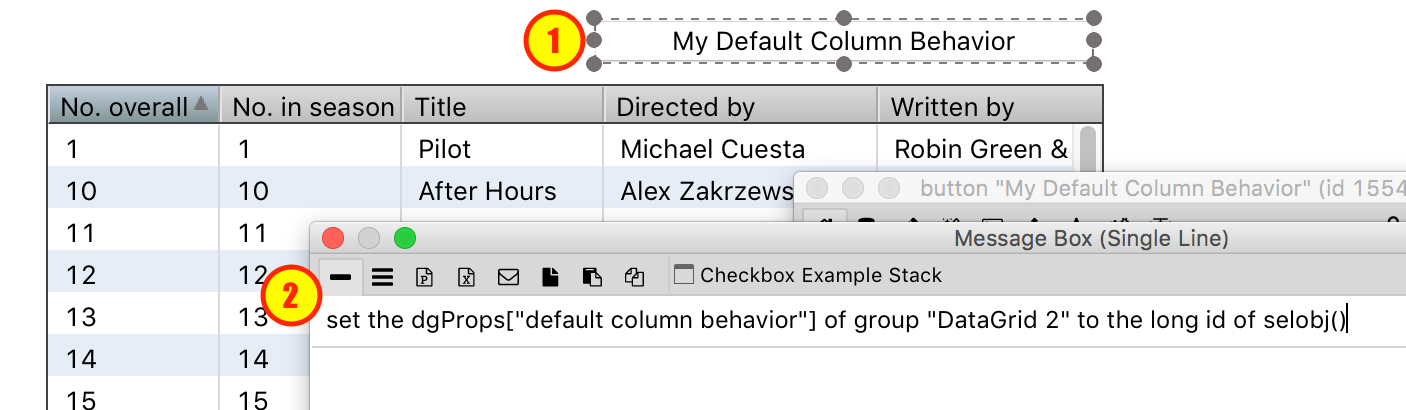 1 My Default Column Behavior
No. overall No. in season Title Directed by Written by
1 1 Pilot Michael Cuesta Robin Green &
10 10 After Hours Alex Zakrzews
button "My Default Column Behavior" (id 1554
11 11
Message Box (Single Line)
12 12
2 Checkbox Example Stack
13 13
set the dgProps["default column behavior"] of group "DataGrid 2" to the long id of selobj()
14 14
15 15